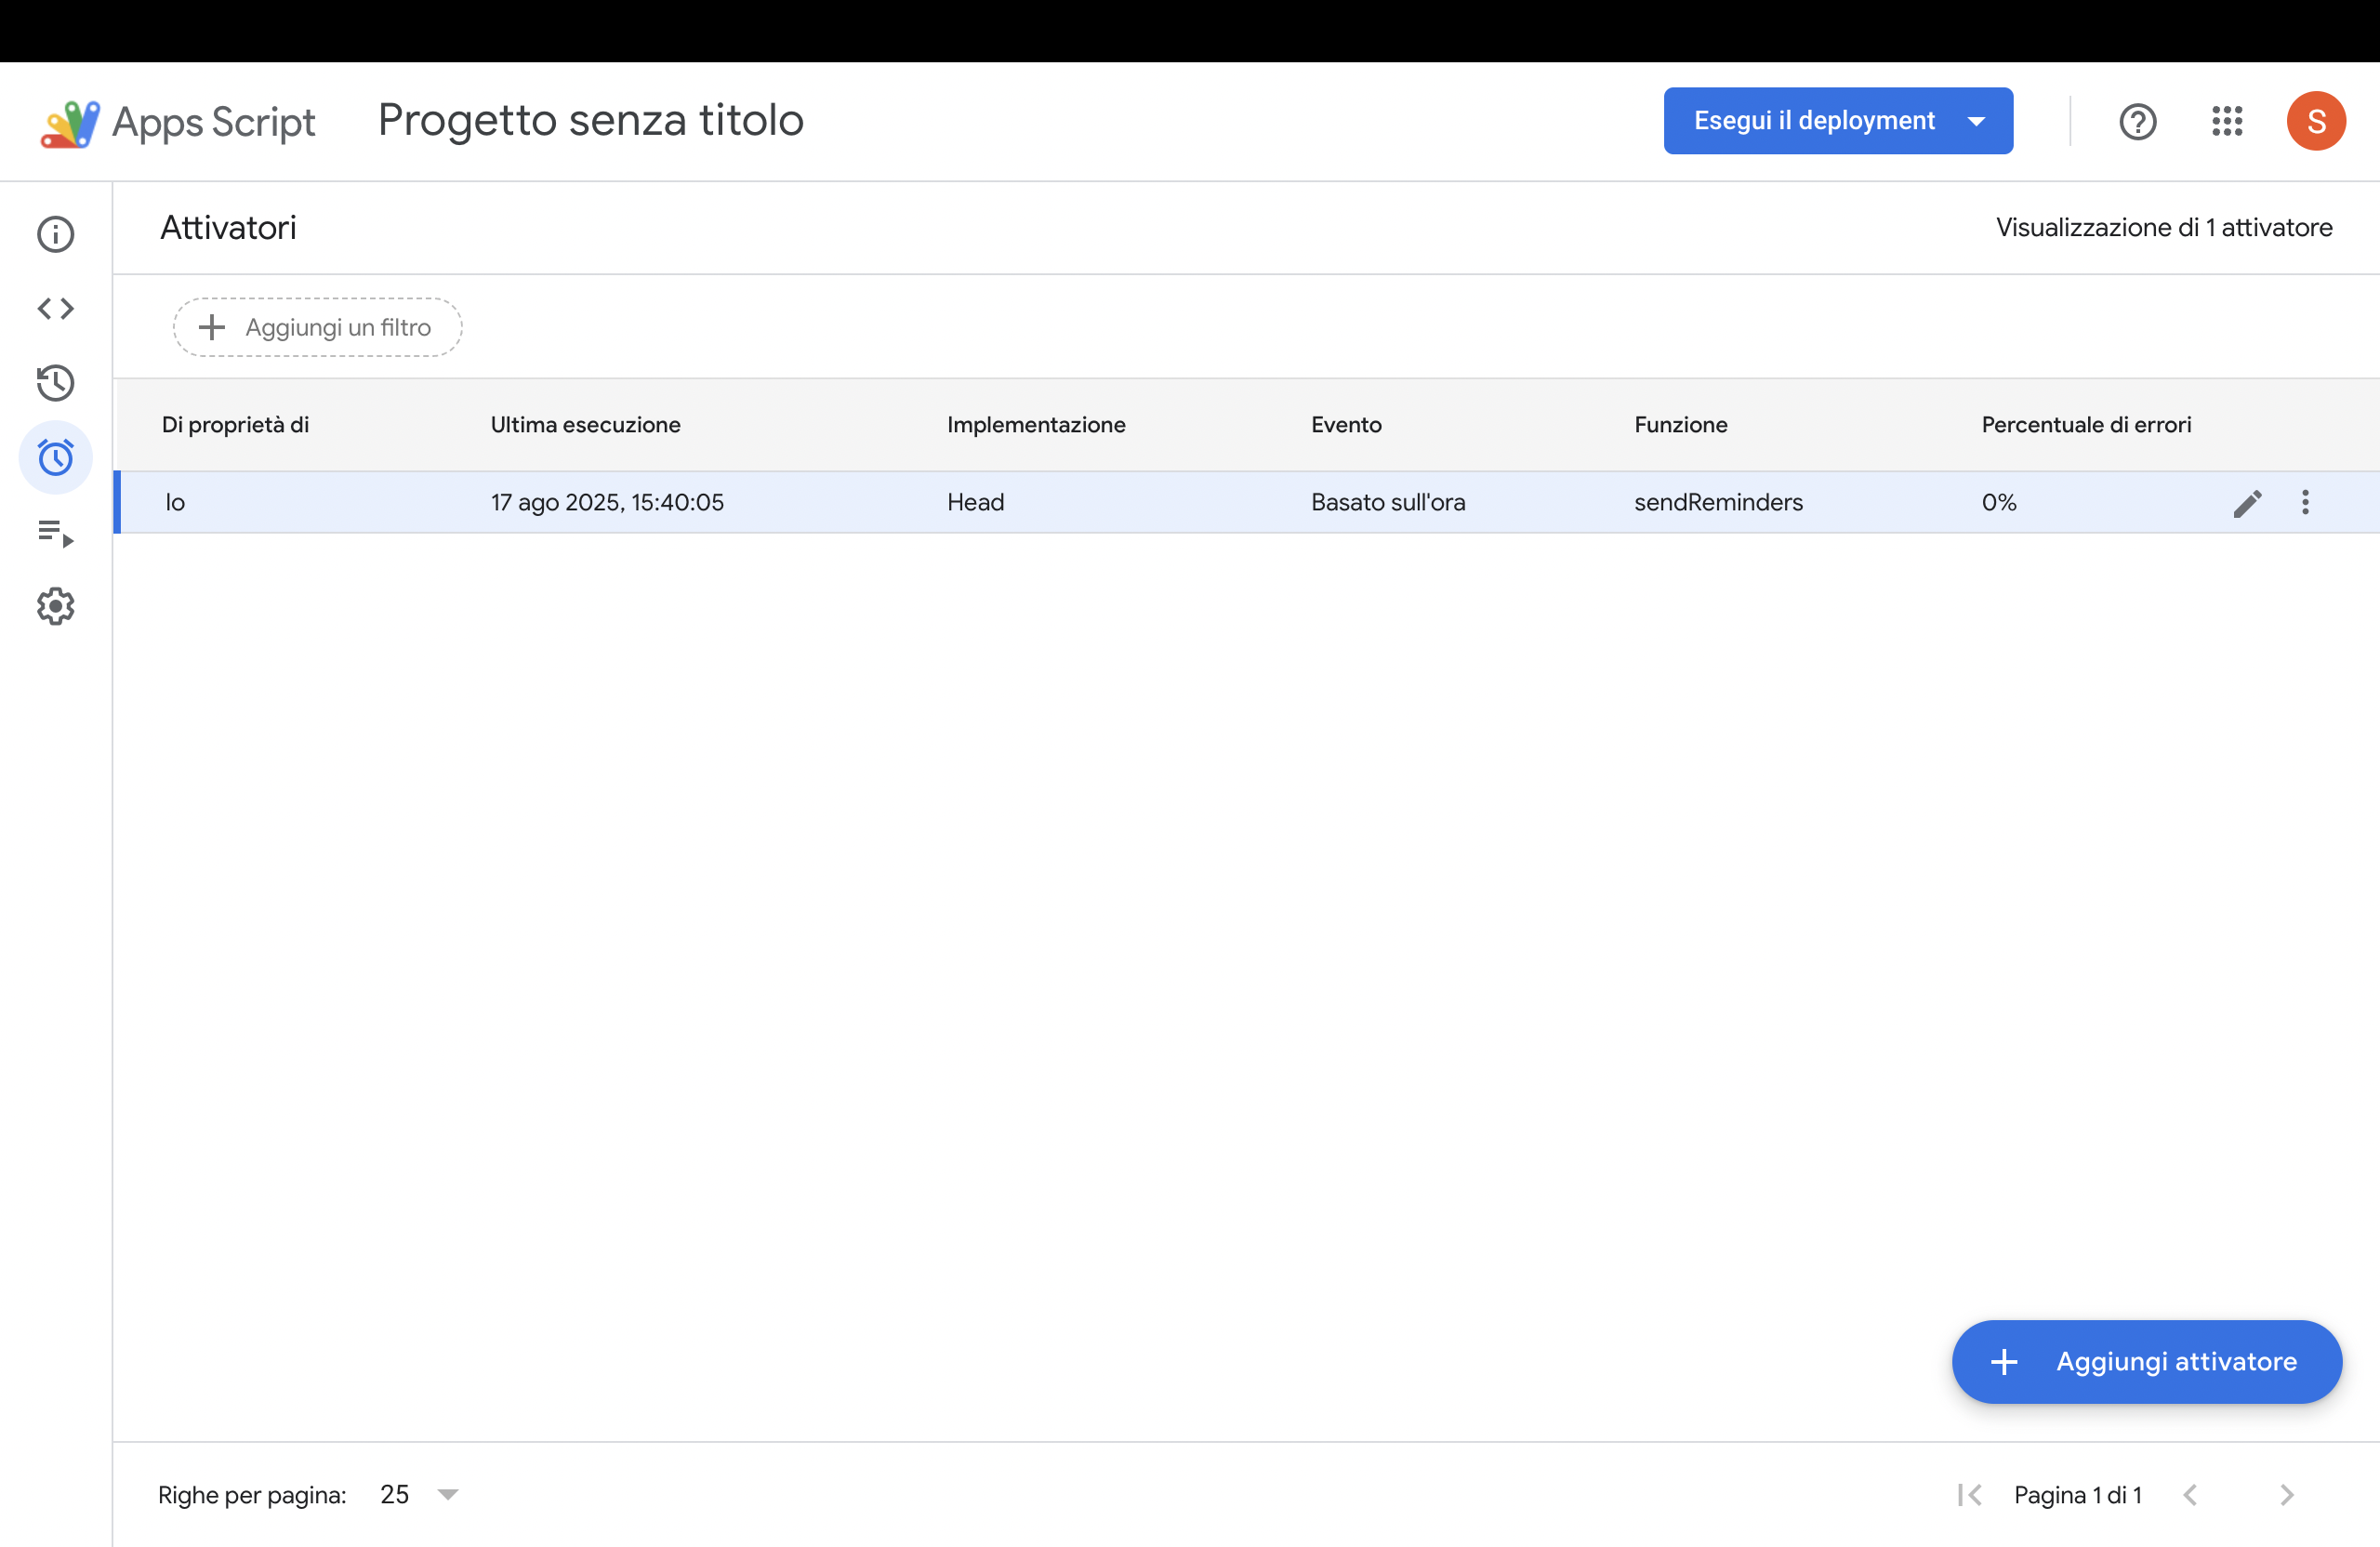 Apps Script Progetto senza titolo Esegui il deployment S
Attivatori Visualizzazione di 1 attivatore
Aggiungi un filtro
Di proprietà di Ultima esecuzione Implementazione Evento Funzione Percentuale di errori
Io 17 ago 2025, 15:40:05 Head Basato sull'ora sendReminders 0%
Aggiungi attivatore
Righe per pagina: 25 Pagina 1 di 1